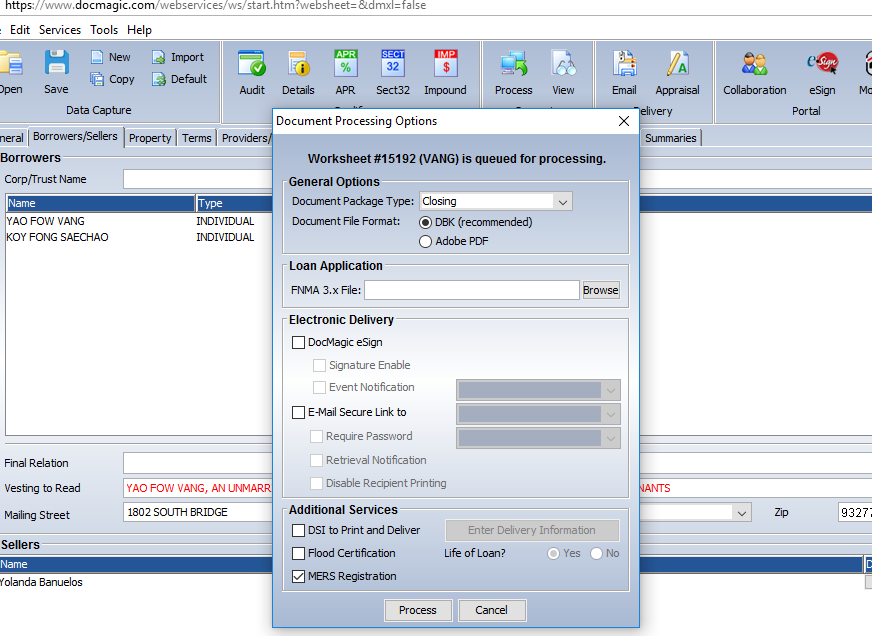 https://www.docmagic.com/webservices/ws/start.htm?websheet=&dmxl=false
Edit Services Tools Help
Save
New
Copy
Import
Default
Audit Details APR Sect32 Impound
APR % SECT 32 IMP $
Process View
Email Appraisal
Collaboration eSign
eSign
Data Capture
Portal
Borrowers/Sellers Property Terms Providers/ Summaries
Borrowers
Corp/Trust Name
Name Type
YAO FOW VANG INDIVIDUAL
KOY FONG SAECHAO INDIVIDUAL
Final Relation
Vesting to Read YAO FOW VANG, AN UNMARR NANTS
Mailing Street 1802 SOUTH BRIDGE Zip 9327
Sellers
Name
Yolanda Banuelos
Document Processing Options
Worksheet #15192 (VANG) is queued for processing.
General Options
Document Package Type: Closing
Document File Format: DBK (recommended)
Adobe PDF
Loan Application
FNMA 3.x File: Browse
Electronic Delivery
DocMagic eSign
Signature Enable
Event Notification
E-Mail Secure Link to
Require Password
Retrieval Notification
Disable Recipient Printing
Additional Services
DSI to Print and Deliver Enter Delivery Information
Flood Certification Life of Loan? Yes No
MERS Registration
Process Cancel